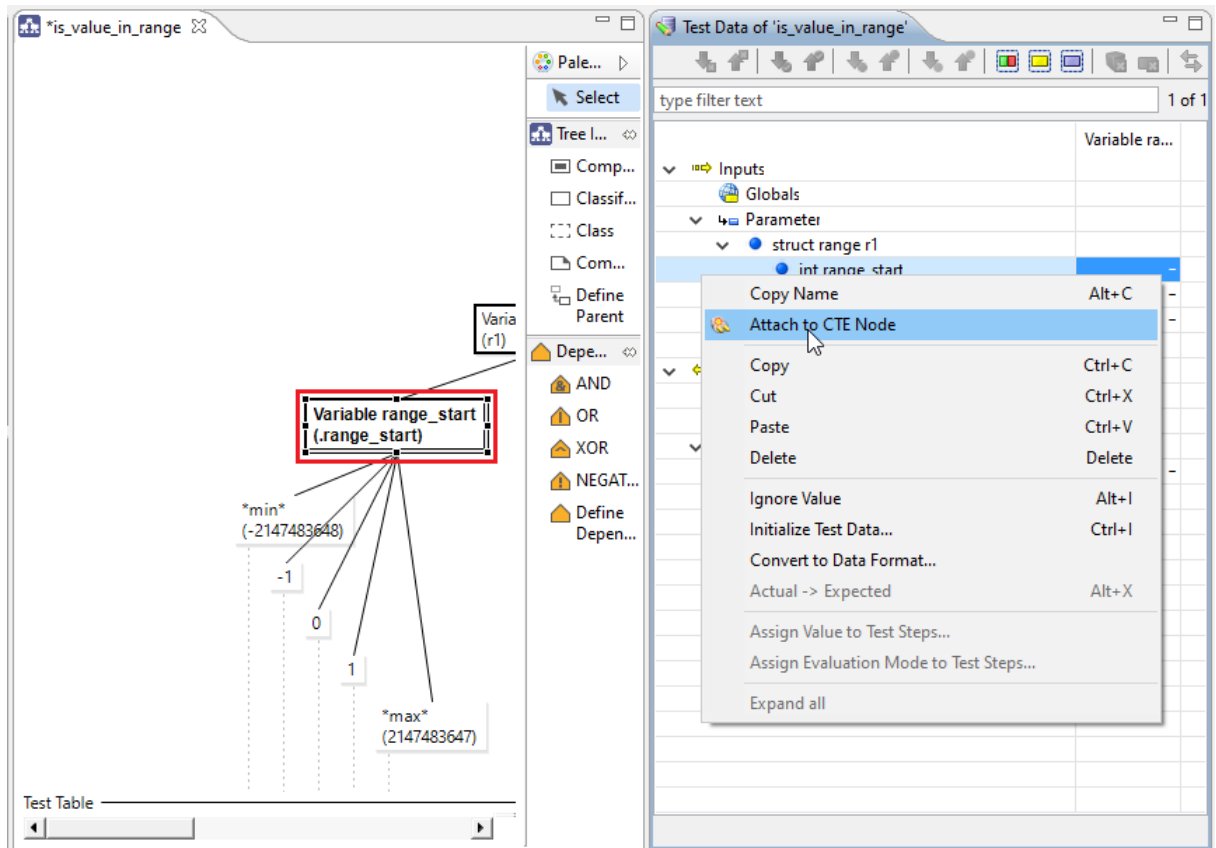 *is_value_in_range
Pale...
Select
Tree I...
Comp...
Classif...
Class
Com...
Define
Parent
Depe...
AND
OR
XOR
NEGAT...
Define
Depen...
Varia
(r1)
Variable range_start
(.range_start)
*min*
(-2147483648)
-1
0
1
*max*
(2147483647)
Test Table
Test Data of 'is_value_in_range'
type filter text
1 of 1
Variable ra...
Inputs
Globals
Parameter
struct range r1
int range_start
-
Copy Name Alt+C
-
Attach to CTE Node
-
Copy Ctrl+C
Cut Ctrl+X
Paste Ctrl+V
Delete Delete
-
Ignore Value Alt+I
Initialize Test Data... Ctrl+I
Convert to Data Format...
Actual -> Expected Alt+X
Assign Value to Test Steps...
Assign Evaluation Mode to Test Steps...
Expand all